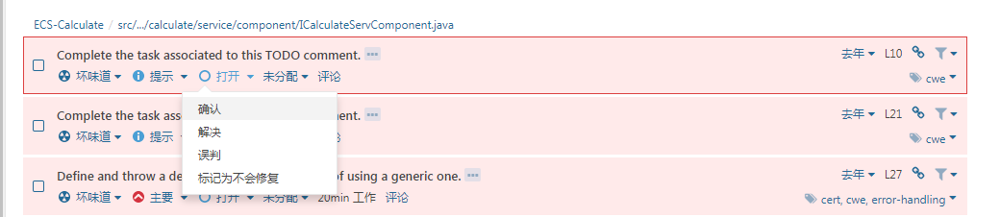 ECS-Calculate / src/.../calculate/service/component/ICalculateServComponent.java
Complete the task associated to this TODO comment. 去年 L10
坏味道 提示 打开 未分配 评论 cwe
确认
解决
误判
标记为不会修复
Complete the task ass ment. 去年 L21
坏味道 提示 论 cwe
Define and throw a de of using a generic one. 去年 L27
坏味道 主要 打开 未分配 20min 工作 评论 cert, cwe, error-handling